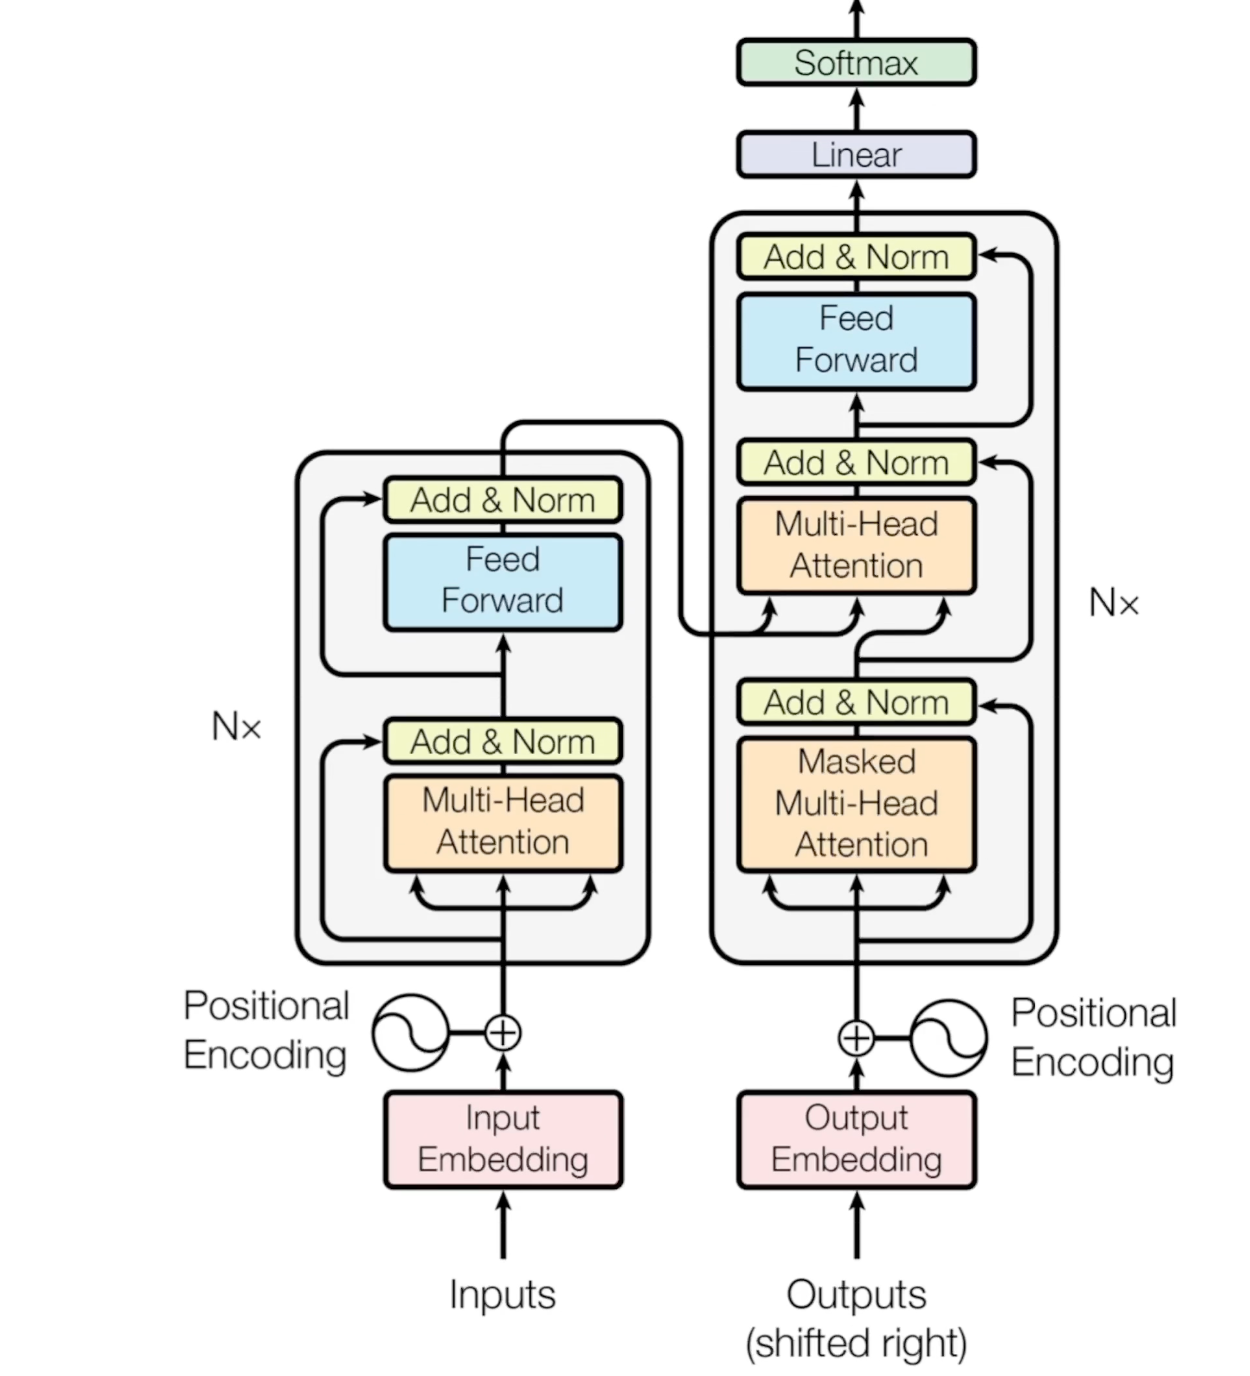 Softmax
Linear
Add & Norm
Feed
Forward
Add & Norm
Multi-Head
Attention
Nx
Add & Norm
Masked
Multi-Head
Attention
Add & Norm
Feed
Forward
Nx
Add & Norm
Multi-Head
Attention
Positional
Encoding
Positional
Encoding
Input
Embedding
Output
Embedding
Inputs
Outputs
(shifted right)